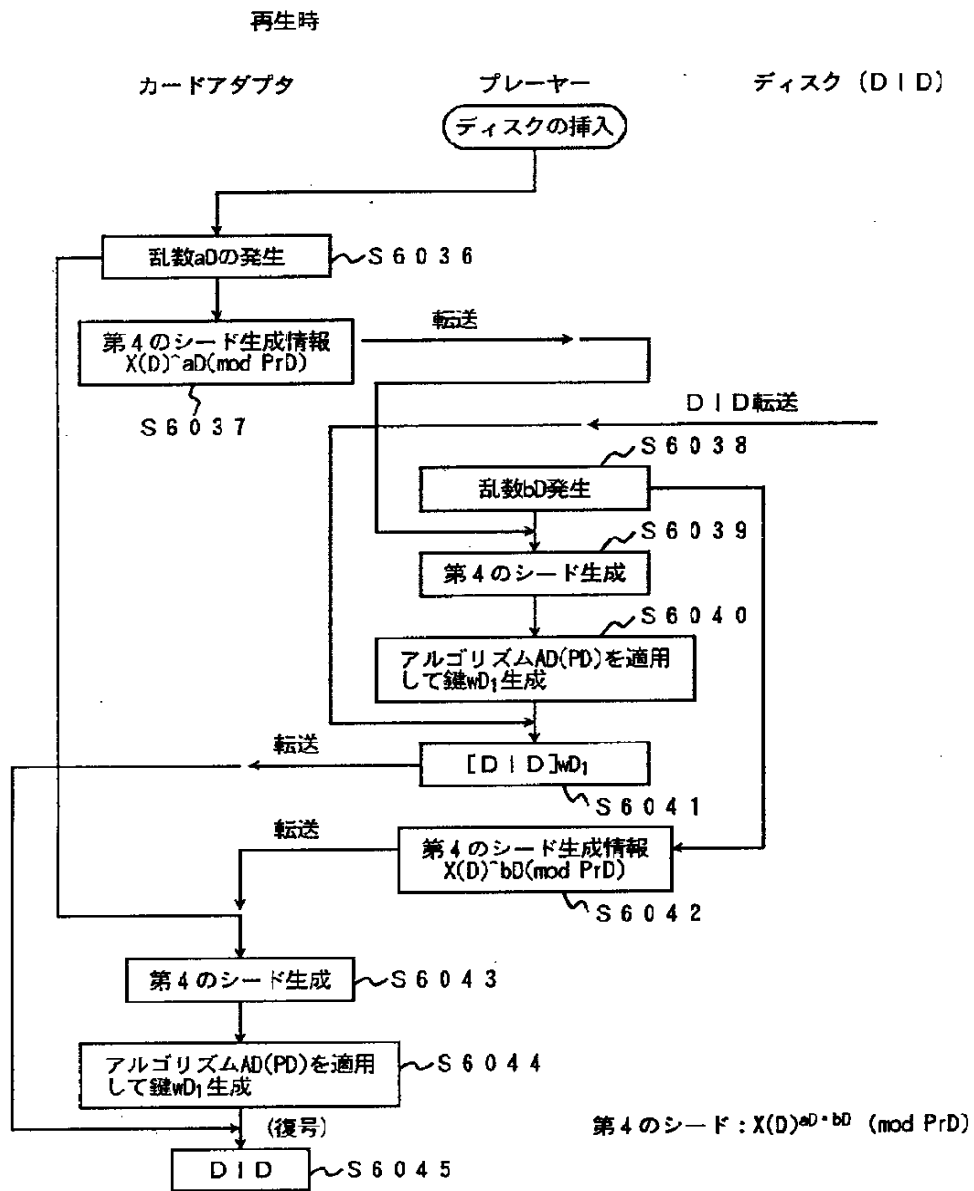 再生時
カードアダプタ
プレーヤー
ディスク（ＤＩＤ）
ディスクの挿入
乱数aDの発生
Ｓ６０３６
第４のシード生成情報
X(D)^aD(mod PrD)
転送
Ｓ６０３７
ＤＩＤ転送
Ｓ６０３８
乱数bD発生
Ｓ６０３９
第４のシード生成
Ｓ６０４０
アルゴリズムAD(PD)を適用
して鍵wD₁生成
転送
［ＤＩＤ］wD₁
Ｓ６０４１
転送
第４のシード生成情報
X(D)^bD(mod PrD)
Ｓ６０４２
第４のシード生成
Ｓ６０４３
アルゴリズムAD(PD)を適用
して鍵wD₁生成
Ｓ６０４４
(復号)
第４のシード：X(D)^aD・bD (mod PrD)
ＤＩＤ
Ｓ６０４５